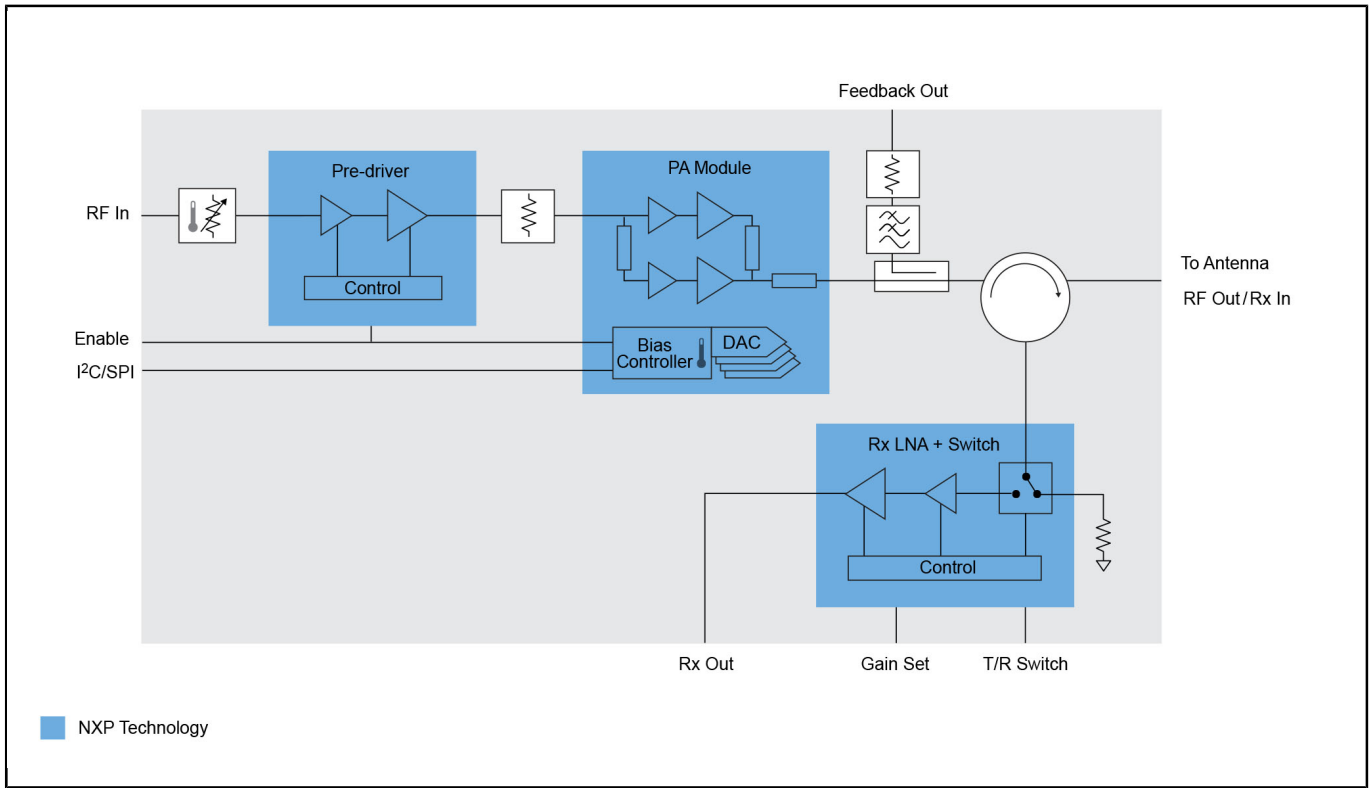 Feedback Out
Pre-driver
PA Module
RF In
Control
To Antenna
RF Out/Rx In
Enable
I²C/SPI
Bias
Controller
DAC
Rx LNA + Switch
Control
Rx Out
Gain Set
T/R Switch
NXP Technology